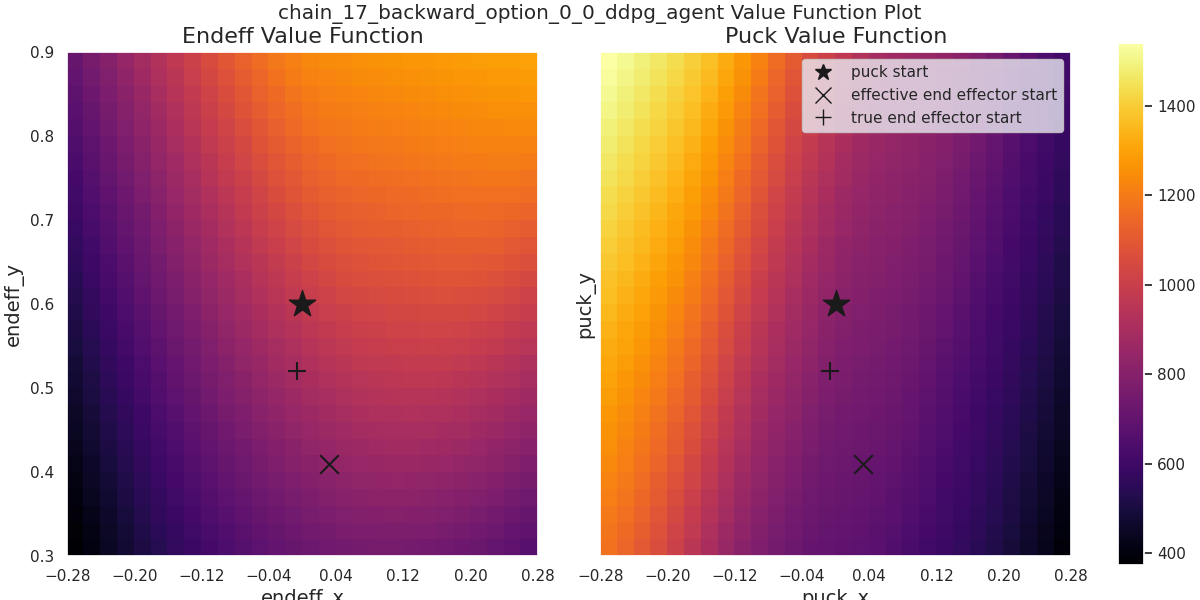 chain_17_backward_option_0_0_ddpg_agent Value Function Plot
Endeff Value Function
Puck Value Function
puck start
effective end effector start
true end effector start
0.9
0.8
0.7
0.6
0.5
0.4
0.3
endeff_y
−0.28 −0.20 −0.12 −0.04 0.04 0.12 0.20 0.28
endeff_x
puck_y
−0.28 −0.20 −0.12 −0.04 0.04 0.12 0.20 0.28
puck_x
1400
1200
1000
800
600
400